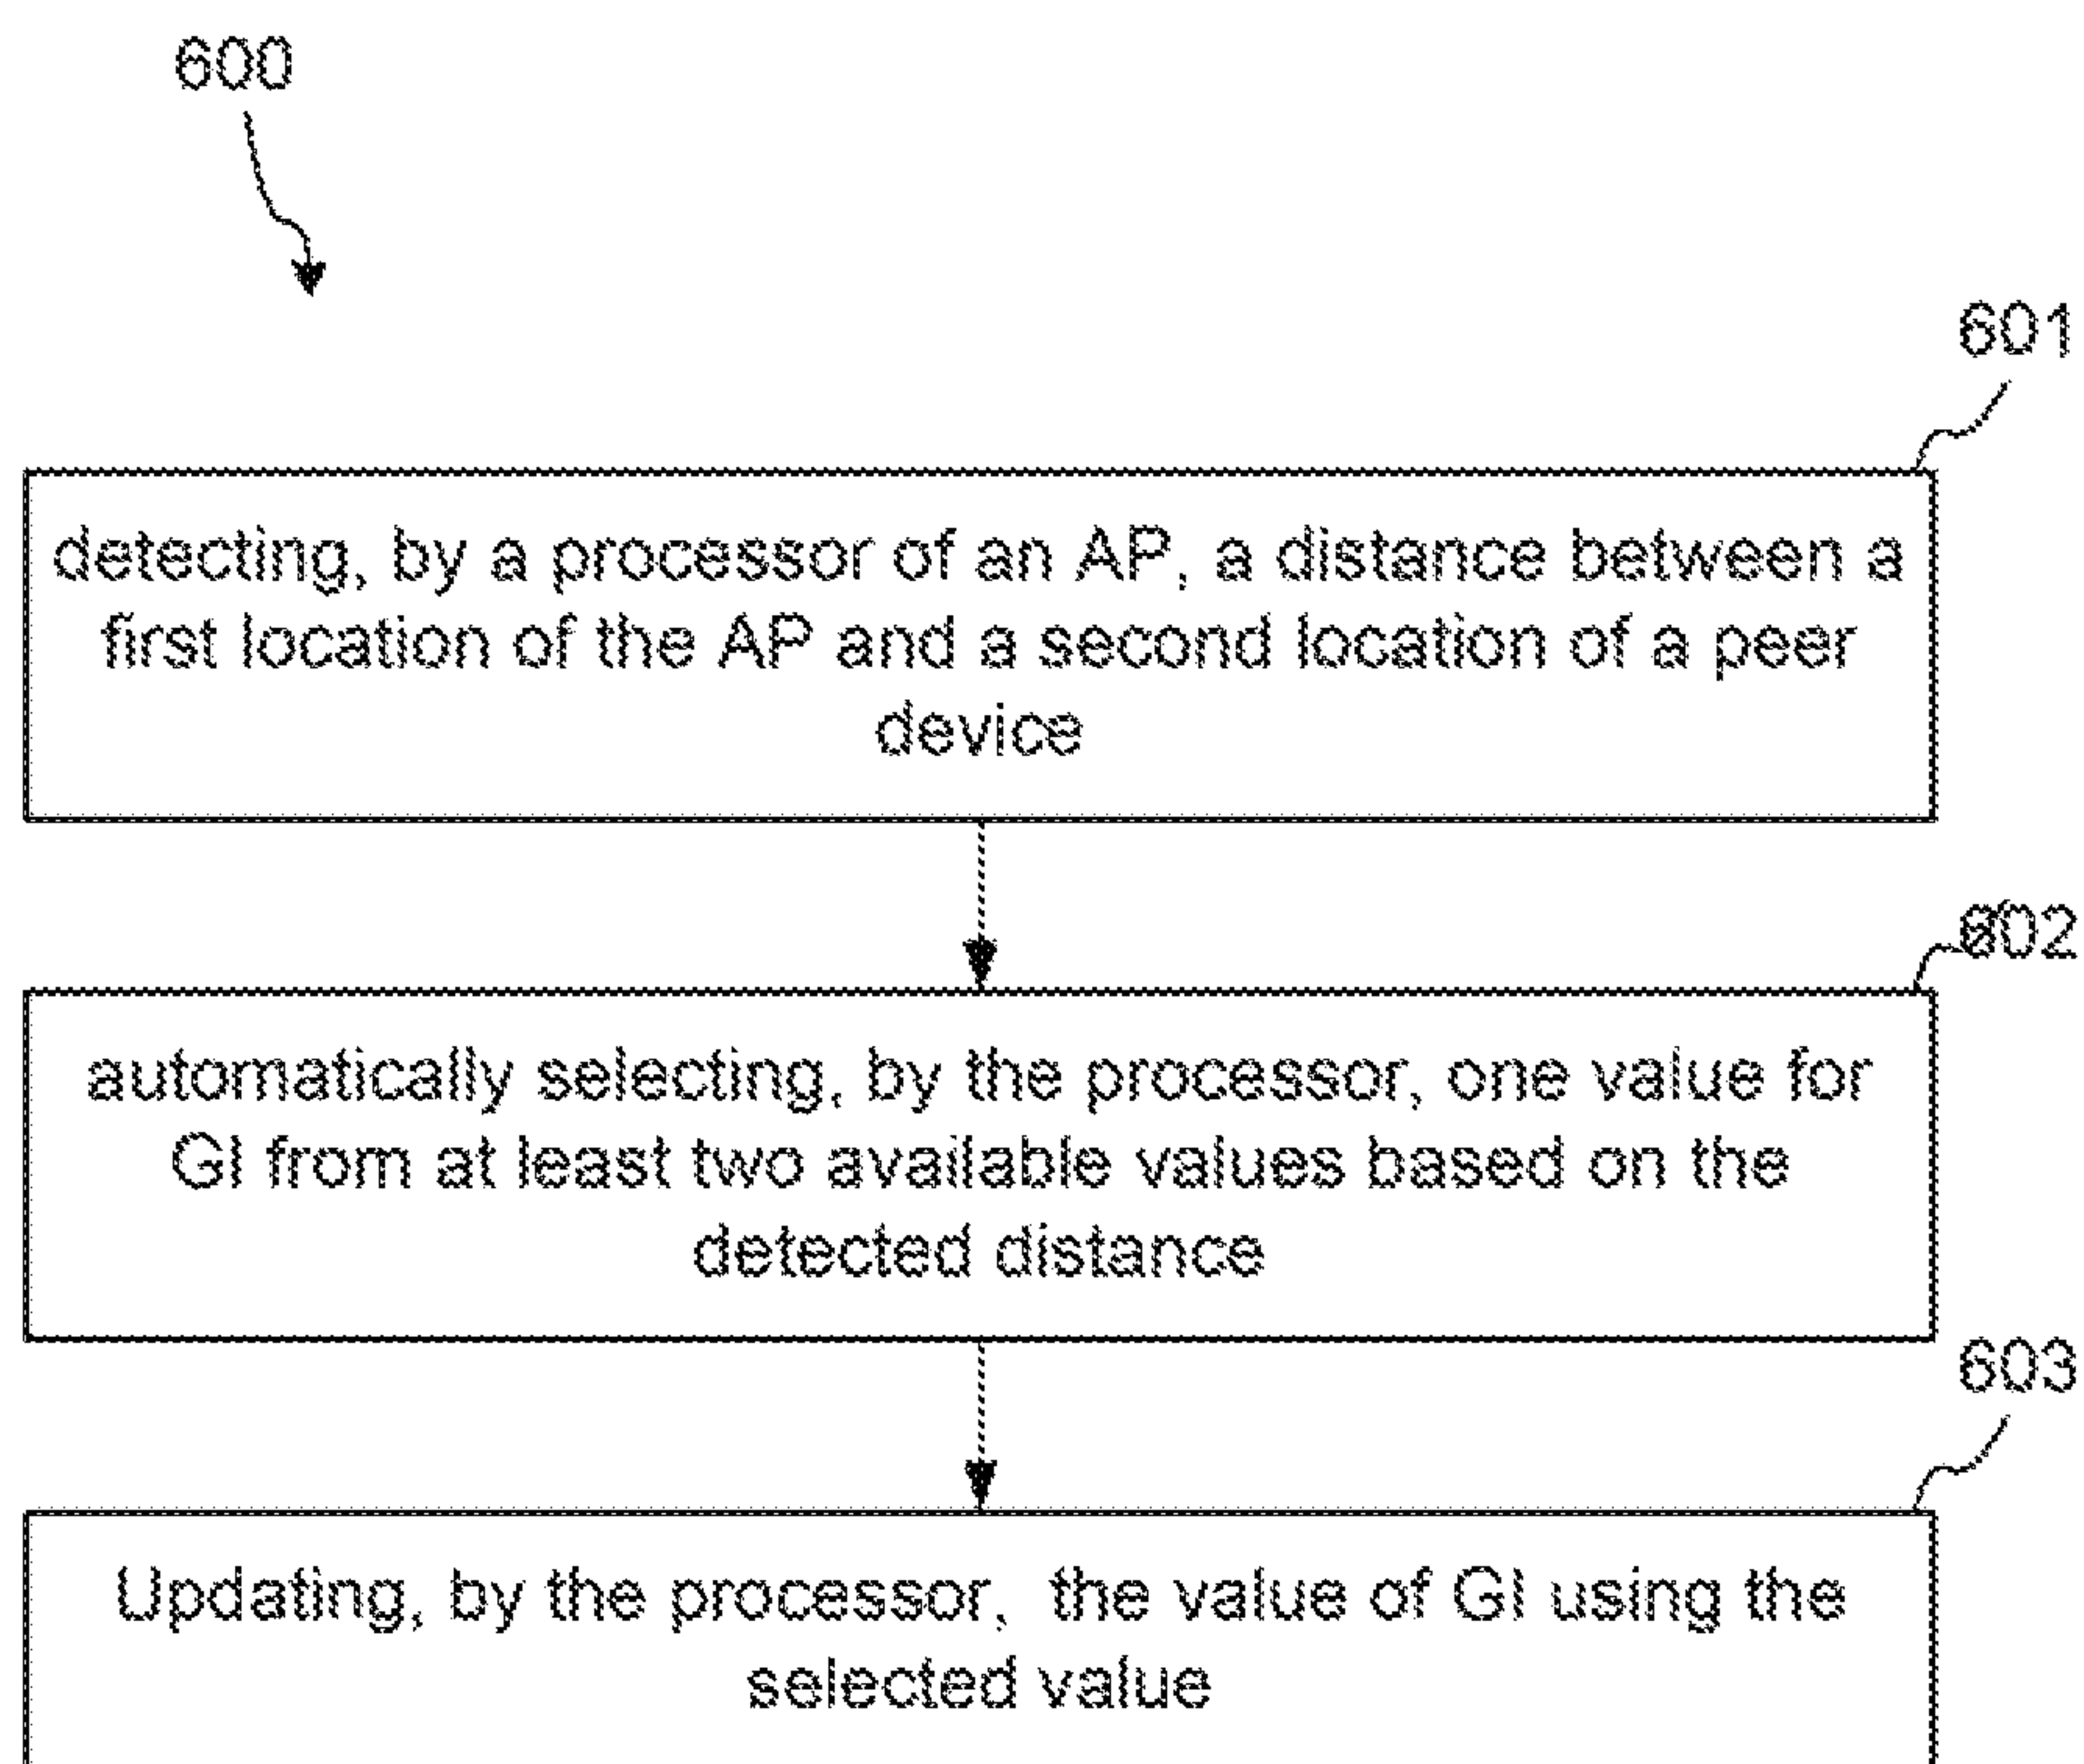 600
601
detecting, by a processor of an AP, a distance between a
first location of the AP and a second location of a peer
device
602
automatically selecting, by the processor, one value for
GI from at least two available values based on the
detected distance
603
Updating, by the processor, the value of GI using the
selected value